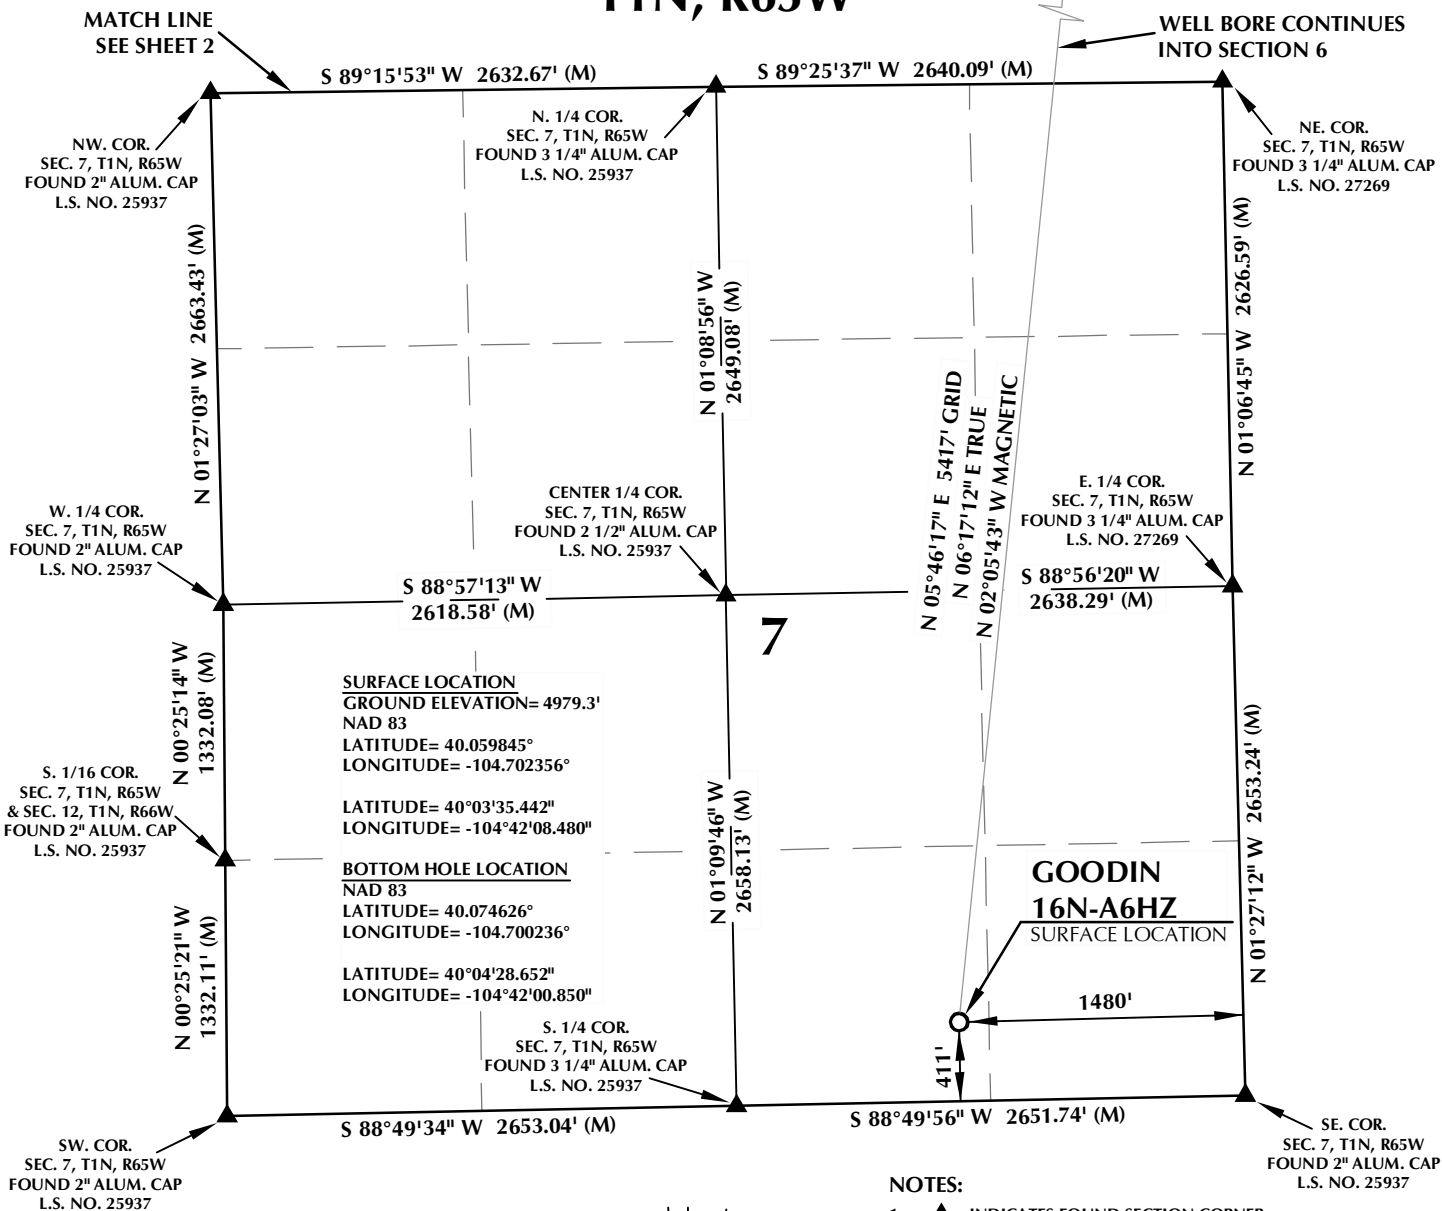 T1N, R65W
MATCH LINE
SEE SHEET 2
WELL BORE CONTINUES
INTO SECTION 6
S 89°15'53" W 2632.67' (M)
S 89°25'37" W 2640.09' (M)
NW. COR.
SEC. 7, T1N, R65W
FOUND 2" ALUM. CAP
L.S. NO. 25937
N. 1/4 COR.
SEC. 7, T1N, R65W
FOUND 3 1/4" ALUM. CAP
L.S. NO. 25937
NE. COR.
SEC. 7, T1N, R65W
FOUND 3 1/4" ALUM. CAP
L.S. NO. 27269
N 01°27'03" W 2663.43' (M)
N 01°08'56" W
2649.08' (M)
N 01°06'45" W 2626.59' (M)
N 05°46'17" E 5417' GRID
N 06°17'12" E TRUE
N 02°05'43" W MAGNETIC
W. 1/4 COR.
SEC. 7, T1N, R65W
FOUND 2" ALUM. CAP
L.S. NO. 25937
CENTER 1/4 COR.
SEC. 7, T1N, R65W
FOUND 2 1/2" ALUM. CAP
L.S. NO. 25937
E. 1/4 COR.
SEC. 7, T1N, R65W
FOUND 3 1/4" ALUM. CAP
L.S. NO. 27269
S 88°57'13" W
2618.58' (M)
S 88°56'20" W
2638.29' (M)
7
N 00°25'14" W
1332.08' (M)
SURFACE LOCATION
GROUND ELEVATION= 4979.3'
NAD 83
LATITUDE= 40.059845°
LONGITUDE= -104.702356°
LATITUDE= 40°03'35.442"
LONGITUDE= -104°42'08.480"
BOTTOM HOLE LOCATION
NAD 83
LATITUDE= 40.074626°
LONGITUDE= -104.700236°
LATITUDE= 40°04'28.652"
LONGITUDE= -104°42'00.850"
S. 1/16 COR.
SEC. 7, T1N, R65W
& SEC. 12, T1N, R66W
FOUND 2" ALUM. CAP
L.S. NO. 25937
N 01°09'46" W
2658.13' (M)
N 01°27'12" W 2653.24' (M)
GOODIN
16N-A6HZ
SURFACE LOCATION
N 00°25'21" W
1332.11' (M)
1480'
411'
S. 1/4 COR.
SEC. 7, T1N, R65W
FOUND 3 1/4" ALUM. CAP
L.S. NO. 25937
S 88°49'34" W 2653.04' (M)
S 88°49'56" W 2651.74' (M)
SW. COR.
SEC. 7, T1N, R65W
FOUND 2" ALUM. CAP
L.S. NO. 25937
SE. COR.
SEC. 7, T1N, R65W
FOUND 2" ALUM. CAP
L.S. NO. 25937
NOTES:
INDICATES FOUND SECTION CORNER